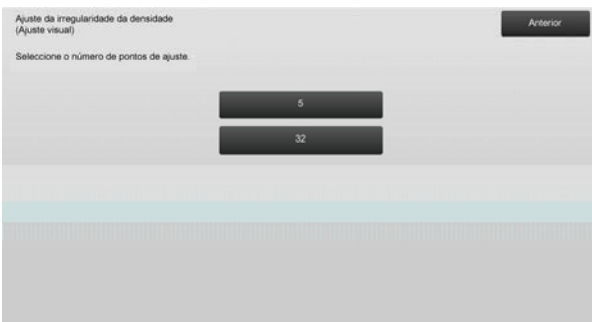 Ajuste da irregularidade da densidade
(Ajuste visual)
Anterior
Seleccione o número de pontos de ajuste.
5
32